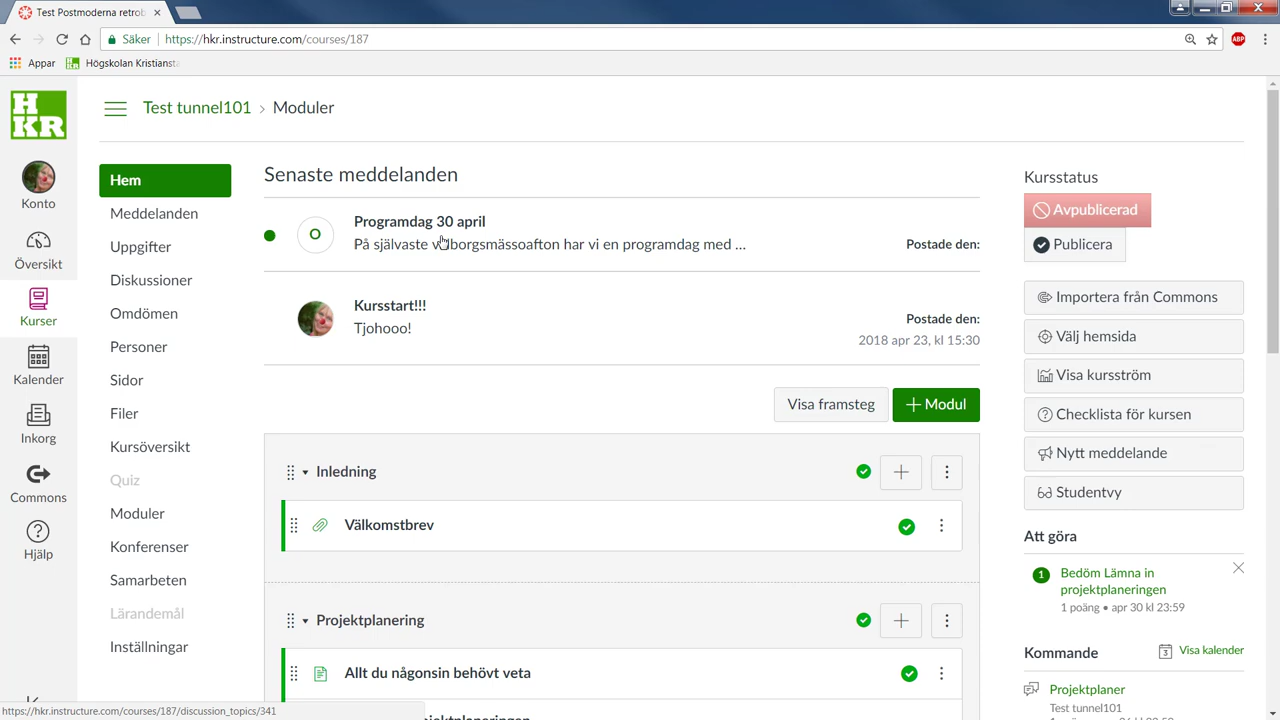 Test Postmoderna retrob
Säker
https://hkr.instructure.com/courses/187
ABP
Appar
Högskolan Kristiansta
H
KR
Test tunnel101 > Moduler
Konto
Översikt
Kurser
Kalender
Inkorg
Commons
Hjälp
Hem
Meddelanden
Uppgifter
Diskussioner
Omdömen
Personer
Sidor
Filer
Kursöversikt
Quiz
Moduler
Konferenser
Samarbeten
Lärandemål
Inställningar
Senaste meddelanden
O
Programdag 30 april
På självaste valborgsmässoafton har vi en programdag med ...
Postade den:
Kursstart!!!
Tjohooo!
Postade den:
2018 apr 23, kl 15:30
Visa framsteg
+ Modul
Inledning
Välkomstbrev
Projektplanering
Allt du någonsin behövt veta
projektplaneringen
Kursstatus
Avpublicerad
Publicera
Importera från Commons
Välj hemsida
Visa kursström
Checklista för kursen
Nytt meddelande
Studentvy
Att göra
1
Bedöm Lämna in
projektplaneringen
1 poäng • apr 30 kl 23:59
Kommande
3
Visa kalender
Projektplaner
Test tunnel101
https://hkr.instructure.com/courses/187/discussion_topics/341